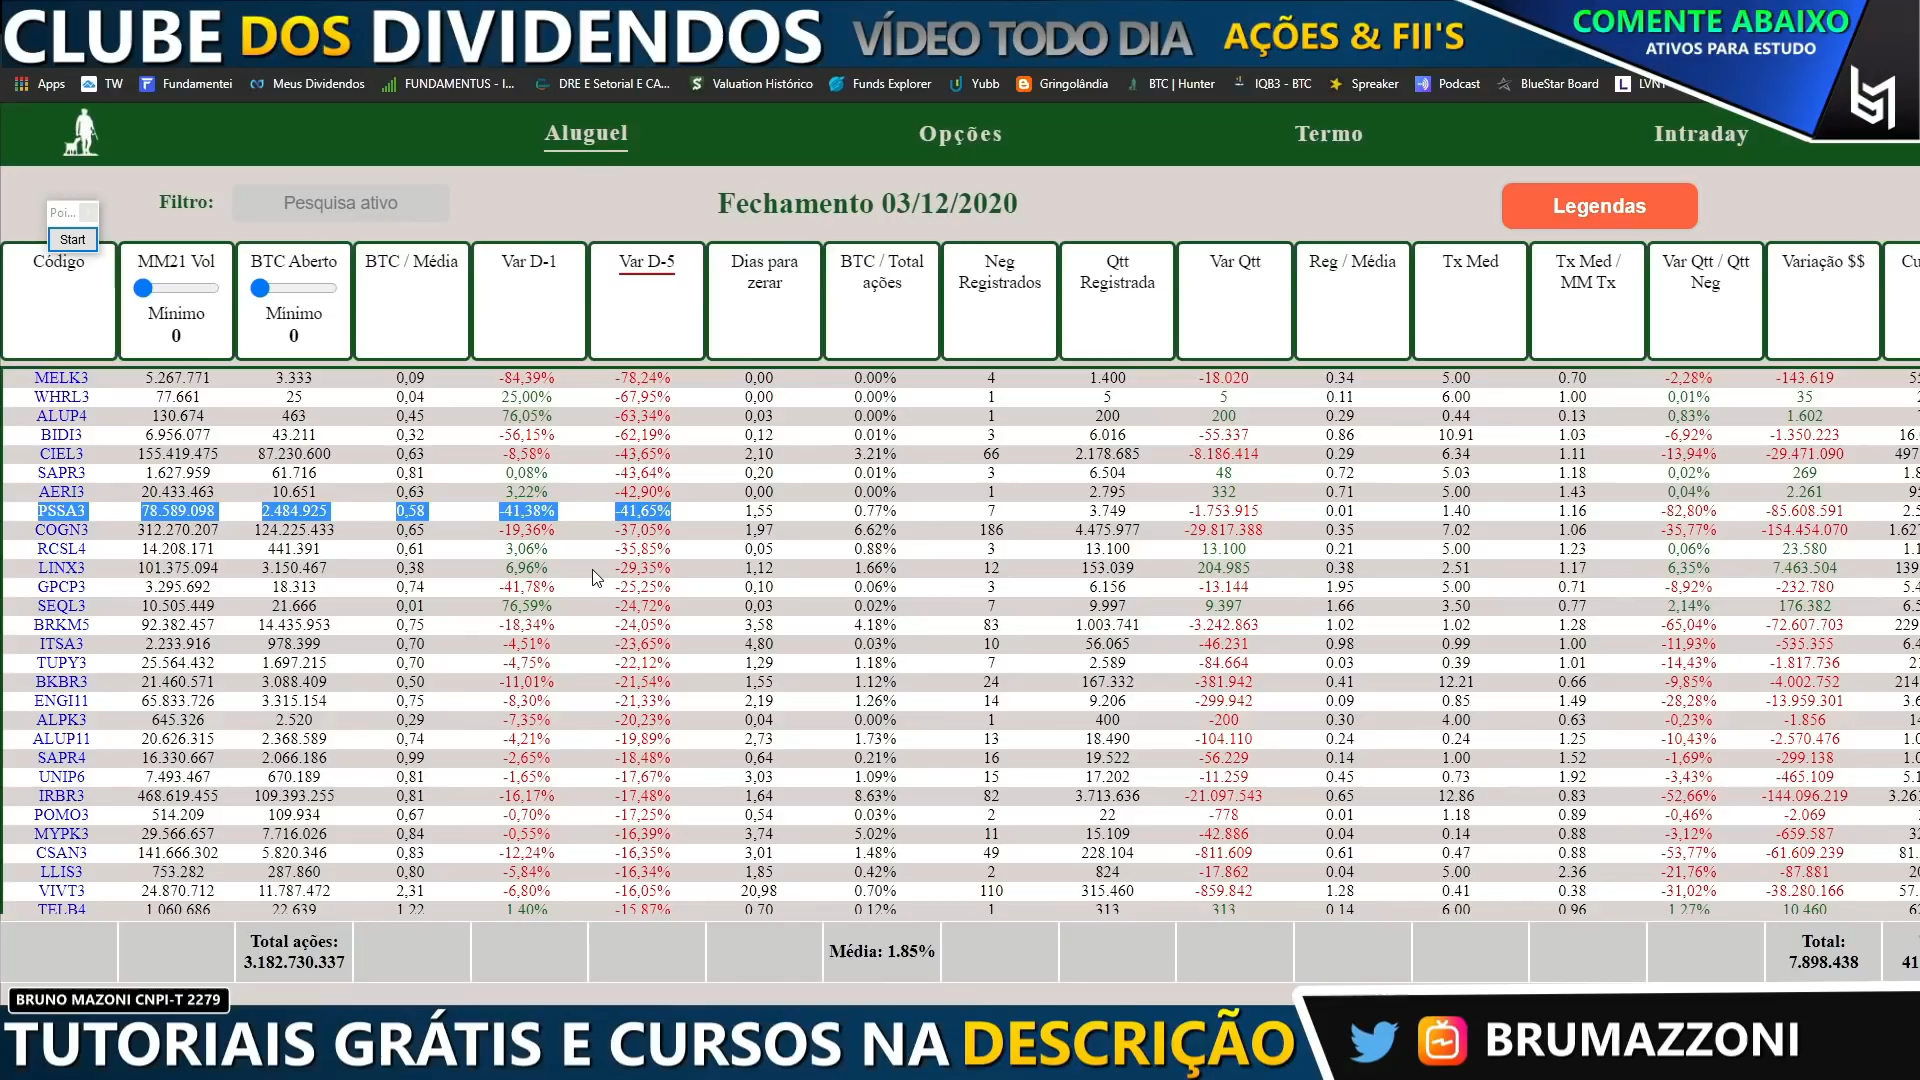 CLUBE DOS DIVIDENDOS VÍDEO TODO DIA AÇÕES & FII'S
COMENTE ABAIXO
ATIVOS PARA ESTUDO
Apps TW Fundamentei Meus Dividendos FUNDAMENTUS - I... DRE E Setorial E CA... Valuation Histórico Funds Explorer Yubb Gringolândia BTC | Hunter IQB3 - BTC Spreaker Podcast BlueStar Board
Aluguel Opções Termo Intraday
Filtro: Pesquisa ativo Fechamento 03/12/2020 Legendas
Poi...
Start
Código MM21 Vol BTC Aberto BTC / Média Var D-1 Var D-5 Dias para zerar BTC / Total ações Neg Registrados Qtt Registrada Var Qtt Reg / Média Tx Med Tx Med / MM Tx Var Qtt / Qtt Neg Variação $$
Mínimo Mínimo
0 0
MELK3 5.267.771 3.333 0,09 -84,39% -78,24% 0,00 0.00% 4 1.400 -18.020 0.34 5.00 0.70 -2,28% -143.619
WHRL3 77.661 25 0,04 25,00% -67,95% 0,00 0.00% 1 5 5 0.11 6.00 1.00 0,01% 35
ALUP4 130.674 463 0,45 76,05% -63,34% 0,03 0.00% 1 200 200 0.29 0.44 0.13 0,83% 1.602
BIDI3 6.956.077 43.211 0,32 -56,15% -62,19% 0,12 0.01% 3 6.016 -55.337 0.86 10.91 1.03 -6,92% -1.350.223
CIEL3 155.419.475 87.230.600 0,63 -8,58% -43,65% 2,10 3.21% 66 2.178.685 -8.186.414 0.29 6.34 1.11 -13,94% -29.471.090
SAPR3 1.627.959 61.716 0,81 0,08% -43,64% 0,20 0.01% 3 6.504 48 0.72 5.03 1.18 0,02% 269
AERI3 20.433.463 10.651 0,63 3,22% -42,90% 0,00 0.00% 1 2.795 332 0.71 5.00 1.43 0,04% 2.261
PSSA3 78.589.098 2.484.925 0,58 -41,38% -41,65% 1,55 0.77% 7 3.749 -1.753.915 0.01 1.40 1.16 -82,80% -85.608.591
COGN3 312.270.207 124.225.433 0,65 -19,36% -37,05% 1,97 6.62% 186 4.475.977 -29.817.388 0.35 7.02 1.06 -35,77% -154.454.070
RCSL4 14.208.171 441.391 0,61 3,06% -35,85% 0,05 0.88% 3 13.100 13.100 0.21 5.00 1.23 0,06% 23.580
LINX3 101.375.094 3.150.467 0,38 6,96% -29,35% 1,12 1.66% 12 153.039 204.985 0.38 2.51 1.17 6,35% 7.463.504
GPCP3 3.295.692 18.313 0,74 -41,78% -25,25% 0,10 0.06% 3 6.156 -13.144 1.95 5.00 0.71 -8,92% -232.780
SEQL3 10.505.449 21.666 0,01 76,59% -24,72% 0,03 0.02% 7 9.997 9.397 1.66 3.50 0.77 2,14% 176.382
BRKM5 92.382.457 14.435.953 0,75 -18,34% -24,05% 3,58 4.18% 83 1.003.741 -3.242.863 1.02 1.02 1.28 -65,04% -72.607.703
ITSA3 2.233.916 978.399 0,70 -4,51% -23,65% 4,80 0.03% 10 56.065 -46.231 0.98 0.99 1.00 -11,93% -535.355
TUPY3 25.564.432 1.697.215 0,70 -4,75% -22,12% 1,29 1.18% 7 2.589 -84.664 0.03 0.39 1.01 -14,43% -1.817.736
BKBR3 21.460.571 3.088.409 0,50 -11,01% -21,54% 1,55 1.12% 24 167.332 -381.942 0.41 12.21 0.66 -9,85% -4.002.752
ENGI11 65.833.726 3.315.154 0,75 -8,30% -21,33% 2,19 1.26% 14 9.206 -299.942 0.09 0.85 1.49 -28,28% -13.959.301
ALPK3 645.326 2.520 0,29 -7,35% -20,23% 0,04 0.00% 1 400 -200 0.30 4.00 0.63 -0,23% -1.856
ALUP11 20.626.315 2.368.589 0,74 -4,21% -19,89% 2,73 1.73% 13 18.490 -104.110 0.24 0.24 1.25 -10,43% -2.570.476
SAPR4 16.330.667 2.066.186 0,99 -2,65% -18,48% 0,64 0.21% 16 19.522 -56.229 0.14 1.00 1.52 -1,69% -299.138
UNIP6 7.493.467 670.189 0,81 -1,65% -17,67% 3,03 1.09% 15 17.202 -11.259 0.45 0.73 1.92 -3,43% -465.109
IRBR3 468.619.455 109.393.255 0,81 -16,17% -17,48% 1,64 8.63% 82 3.713.636 -21.097.543 0.65 12.86 0.83 -52,66% -144.096.219
POMO3 514.209 109.934 0,67 -0,70% -17,25% 0,54 0.03% 2 22 -778 0.01 1.18 0.89 -0,46% -2.069
MYPK3 29.566.657 7.716.026 0,84 -0,55% -16,39% 3,74 5.02% 11 15.109 -42.886 0.04 0.14 0.88 -3,12% -659.587
CSAN3 141.666.302 5.820.346 0,83 -12,24% -16,35% 3,01 1.48% 49 228.104 -811.609 0.61 0.47 0.88 -53,77% -61.609.239
LLIS3 753.282 287.860 0,80 -5,84% -16,34% 1,85 0.42% 2 824 -17.862 0.04 5.00 2.36 -21,76% -87.881
VIVT3 24.870.712 11.787.472 2,31 -6,80% -16,05% 20,98 0.70% 110 315.460 -859.842 1.28 0.41 0.38 -31,02% -38.280.166
TELB4 1.060.686 22.639 1,22 1,40% -15,87% 0,70 0.12% 1 313 313 0.14 6.00 0.96 1,27% 10.460
Total ações: 3.182.730.337 Média: 1.85% Total: 7.898.438
BRUNO MAZONI CNPI-T 2279
TUTORIAIS GRÁTIS E CURSOS NA DESCRIÇÃO BRUMAZZONI